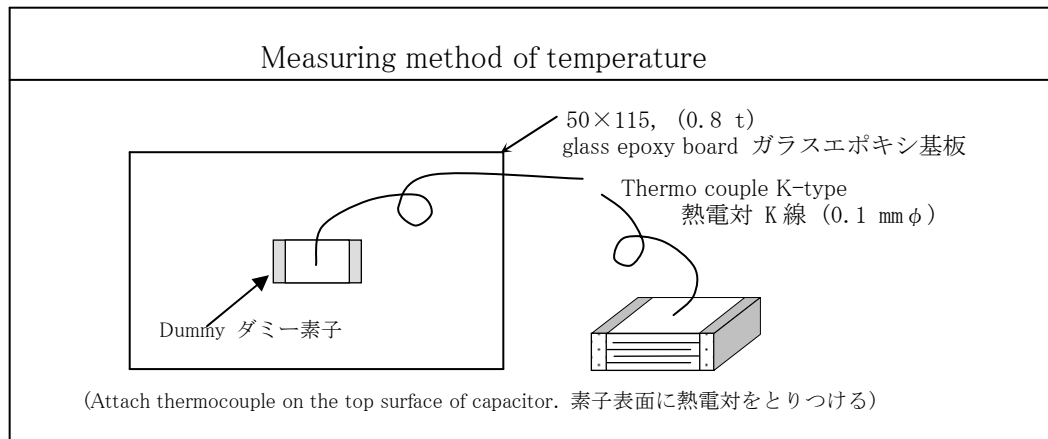 Measuring method of temperature
50×115, (0.8 t)
glass epoxy board ガラスエポキシ基板
Thermo couple K-type
熱電対 K線 (0.1 mmφ)
Dummy ダミー素子
(Attach thermocouple on the top surface of capacitor. 素子表面に熱電対をとりつける)